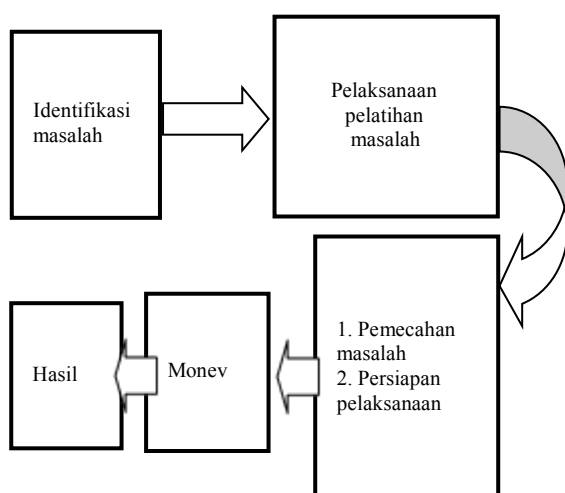 Identifikasi
masalah
Pelaksanaan
pelatihan
masalah
1. Pemecahan
masalah
2. Persiapan
pelaksanaan
Monev
Hasil